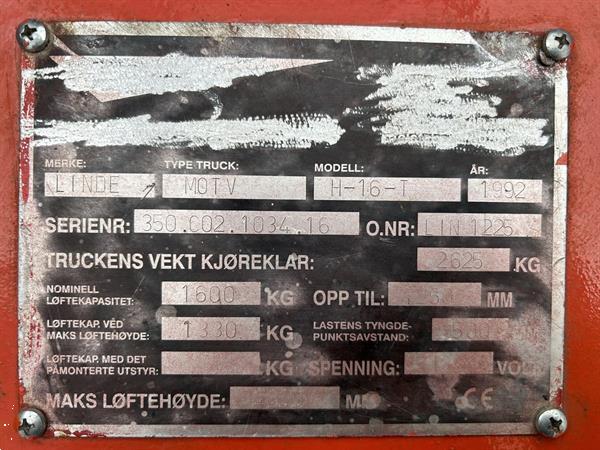 MERKE: TYPE TRUCK: MODELL: ÅR:
LINDE MOTV H-16-T 1992
SERIENR: 350.C02.1034.16 O.NR: LIN 1225
TRUCKENS VEKT KJØREKLAR: 2625 KG
NOMINELL LØFTEKAPASITET: 1600 KG OPP TIL: MM
LØFTEKAP. VED MAKS LØFTEHØYDE: 1330 KG LASTENS TYNGDE-PUNKTSAVSTAND:
LØFTEKAP. MED DET PÅMONTERTE UTSTYR: KG SPENNING: VOLT
MAKS LØFTEHØYDE: CE